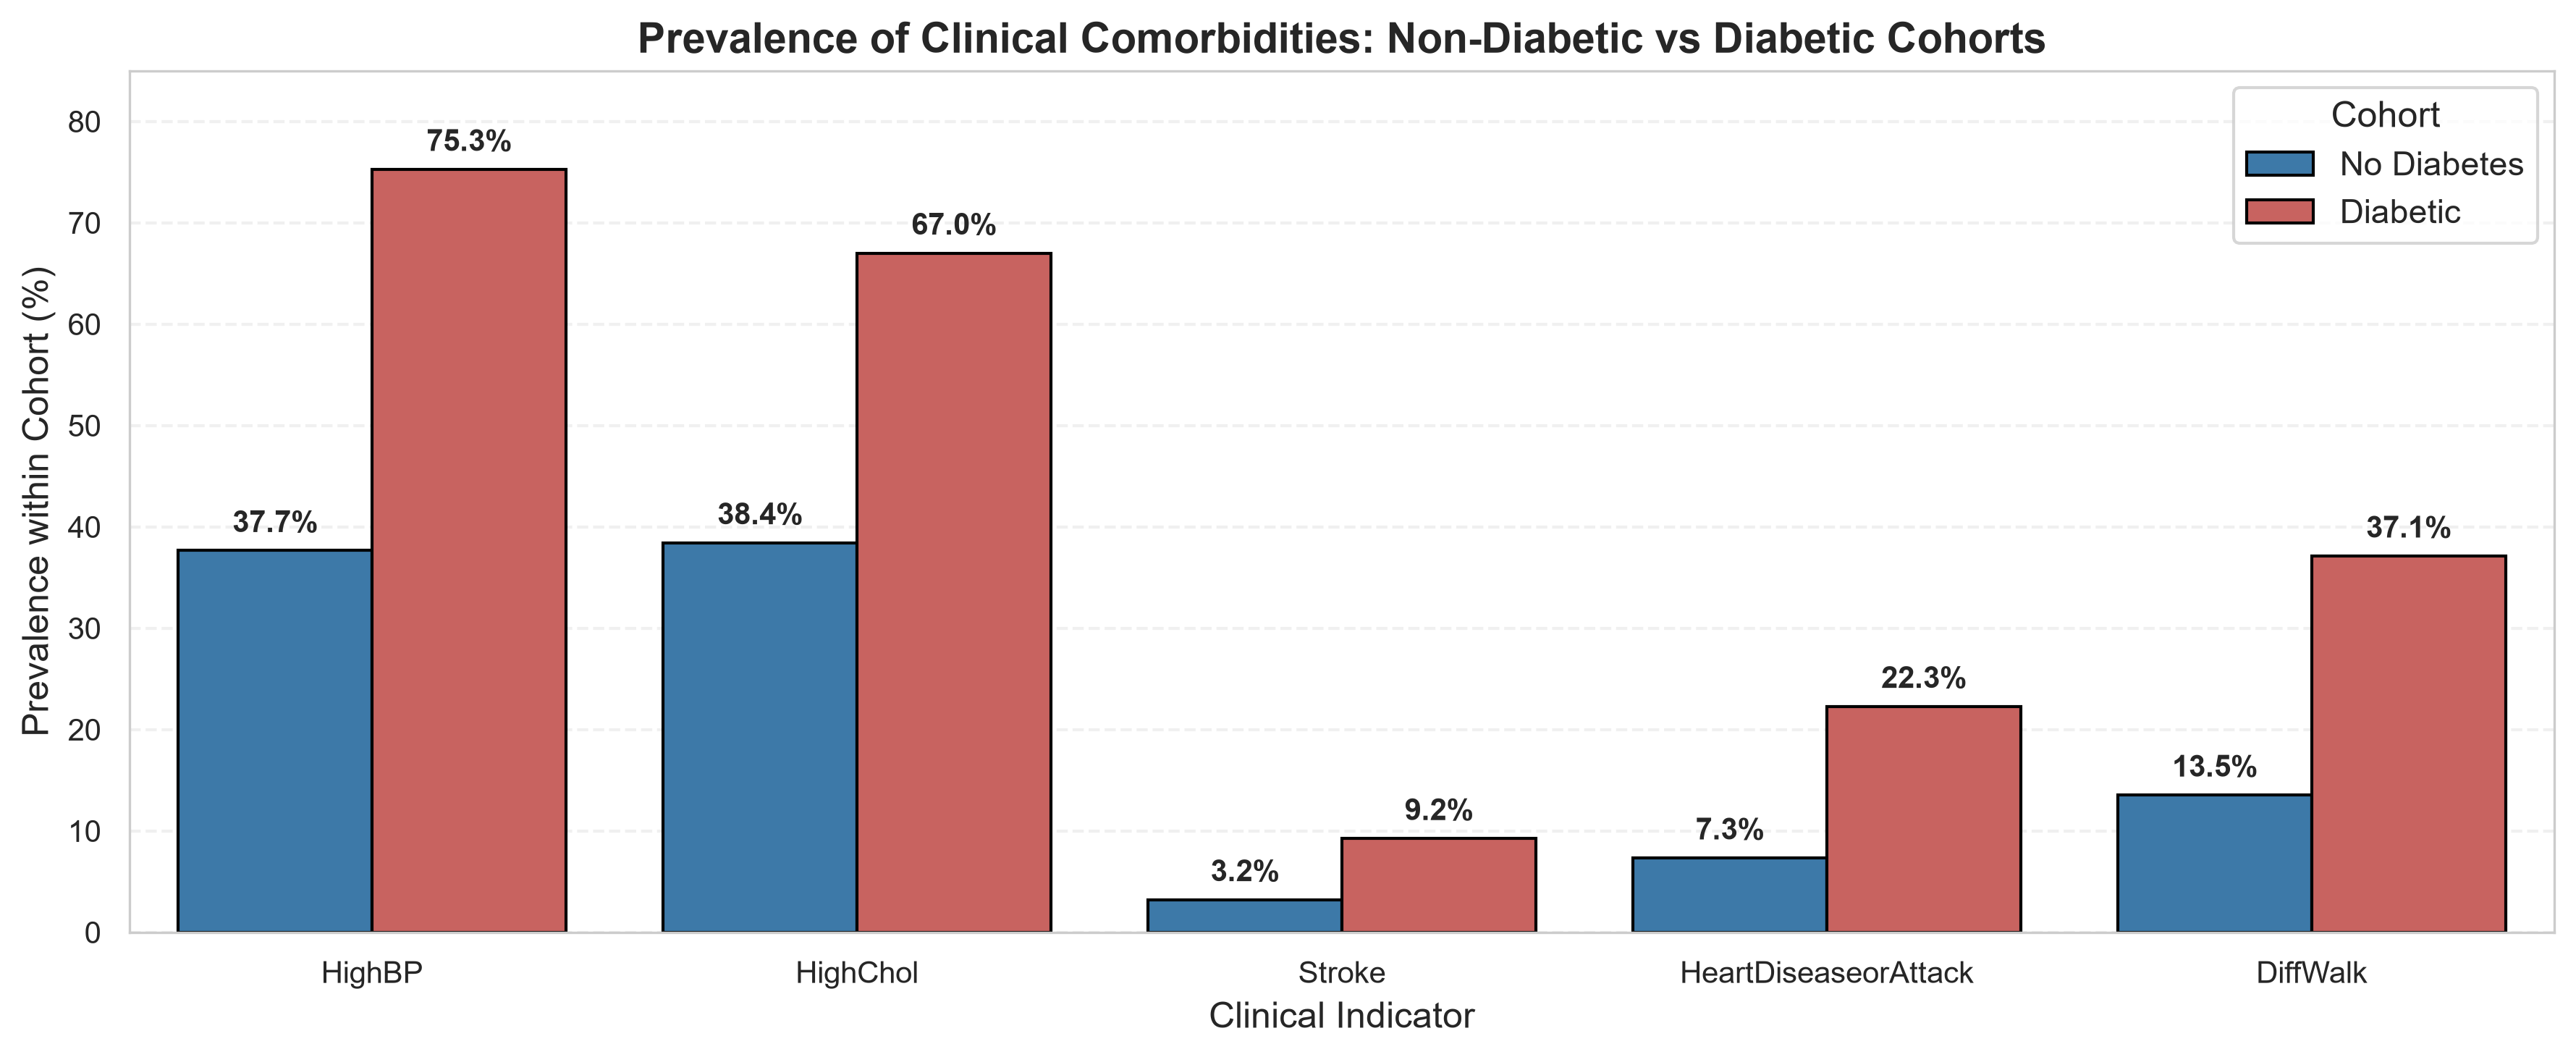 Prevalence of Clinical Comorbidities: Non-Diabetic vs Diabetic Cohorts
Prevalence within Cohort (%)
80
70
60
50
40
30
20
10
0
37.7%
75.3%
38.4%
67.0%
3.2%
9.2%
7.3%
22.3%
13.5%
37.1%
Cohort
No Diabetes
Diabetic
HighBP
HighChol
Stroke
HeartDiseaseorAttack
DiffWalk
Clinical Indicator